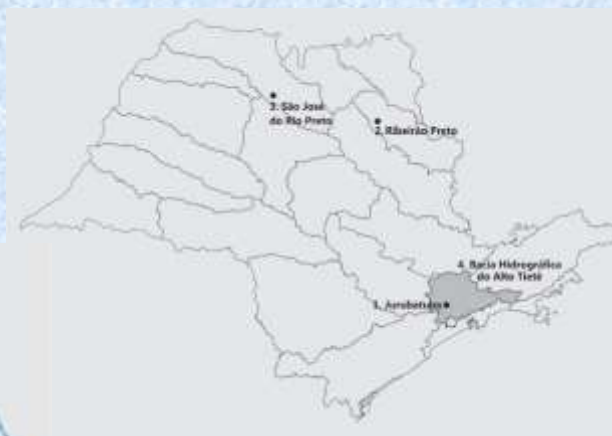 3. São José
do Rio Preto
2. Ribeirão Preto
4. Bacia Hidrográfica
do Alto Tietê
1. Jurubatuba